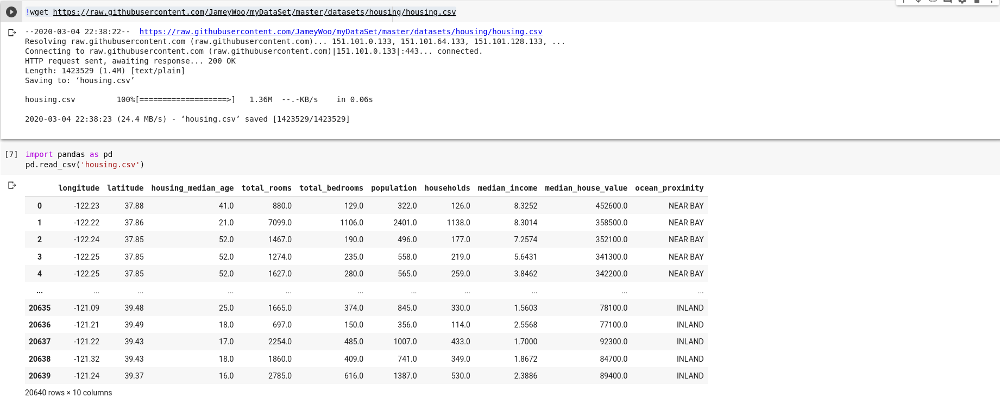 !wget https://raw.githubusercontent.com/JameyWoo/myDataSet/master/datasets/housing/housing.csv
--2020-03-04 22:38:22--  https://raw.githubusercontent.com/JameyWoo/myDataSet/master/datasets/housing/housing.csv
Resolving raw.githubusercontent.com (raw.githubusercontent.com)... 151.101.0.133, 151.101.64.133, 151.101.128.133, ...
Connecting to raw.githubusercontent.com (raw.githubusercontent.com)|151.101.0.133|:443... connected.
HTTP request sent, awaiting response... 200 OK
Length: 1423529 (1.4M) [text/plain]
Saving to: ‘housing.csv’
housing.csv         100%[===================>]   1.36M  --.-KB/s    in 0.06s
2020-03-04 22:38:23 (24.4 MB/s) - ‘housing.csv’ saved [1423529/1423529]
[7] import pandas as pd
pd.read_csv('housing.csv')
longitude latitude housing_median_age total_rooms total_bedrooms population households median_income median_house_value ocean_proximity
0 -122.23 37.88 41.0 880.0 129.0 322.0 126.0 8.3252 452600.0 NEAR BAY
1 -122.22 37.86 21.0 7099.0 1106.0 2401.0 1138.0 8.3014 358500.0 NEAR BAY
2 -122.24 37.85 52.0 1467.0 190.0 496.0 177.0 7.2574 352100.0 NEAR BAY
3 -122.25 37.85 52.0 1274.0 235.0 558.0 219.0 5.6431 341300.0 NEAR BAY
4 -122.25 37.85 52.0 1627.0 280.0 565.0 259.0 3.8462 342200.0 NEAR BAY
... ... ... ... ... ... ... ... ... ... ...
20635 -121.09 39.48 25.0 1665.0 374.0 845.0 330.0 1.5603 78100.0 INLAND
20636 -121.21 39.49 18.0 697.0 150.0 356.0 114.0 2.5568 77100.0 INLAND
20637 -121.22 39.43 17.0 2254.0 485.0 1007.0 433.0 1.7000 92300.0 INLAND
20638 -121.32 39.43 18.0 1860.0 409.0 741.0 349.0 1.8672 84700.0 INLAND
20639 -121.24 39.37 16.0 2785.0 616.0 1387.0 530.0 2.3886 89400.0 INLAND
20640 rows × 10 columns